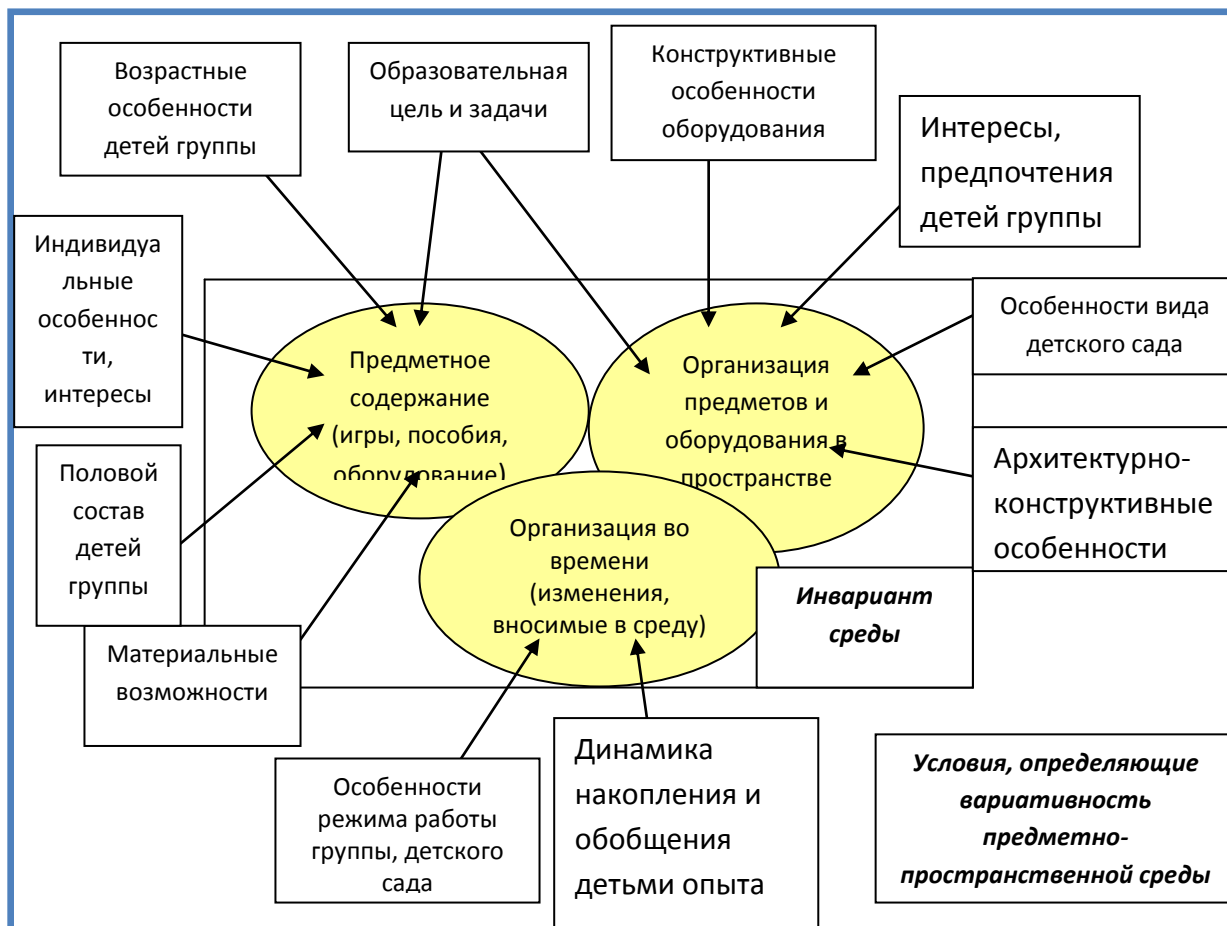 Возрастные
особенности
детей группы
Образовательная
цель и задачи
Конструктивные
особенности
оборудования
Интересы,
предпочтения
детей группы
Индивидуа
льные
особеннос
ти,
интересы
Предметное
содержание
(игры, пособия,
оборудование)
Организация
предметов и
оборудования в
пространстве
Особенности вида
детского сада
Половой
состав
детей
группы
Архитектурно-
конструктивные
особенности
Организация во
времени
(изменения,
вносимые в среду)
Инвариант
среды
Материальные
возможности
Особенности
режима работы
группы, детского
сада
Динамика
накопления и
обобщения
детьми опыта
Условия, определяющие
вариативность
предметно-
пространственной среды